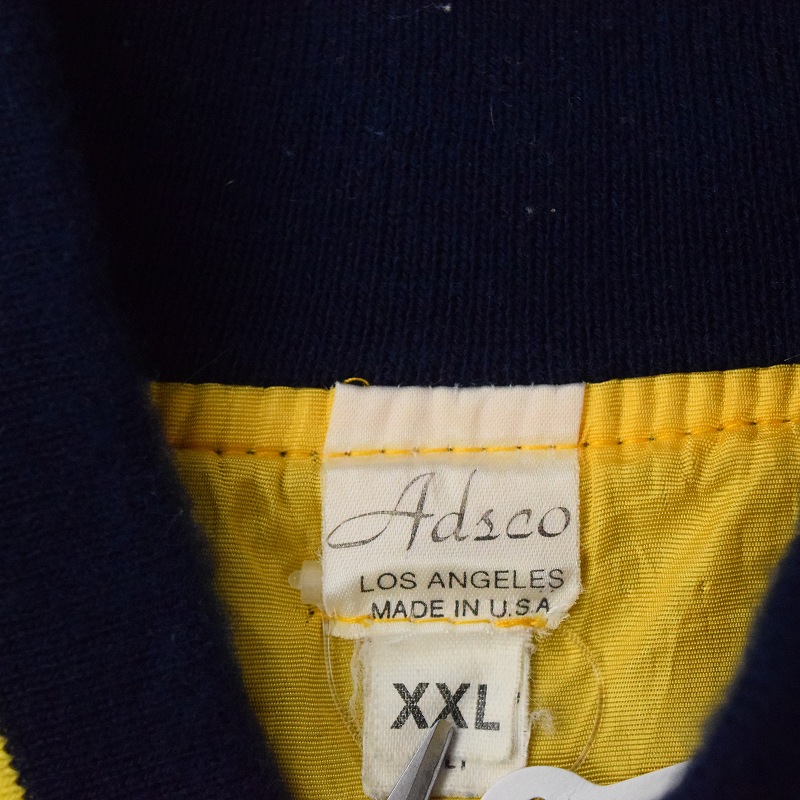 Adsco
LOS ANGELES
MADE IN U.S.A
XXL